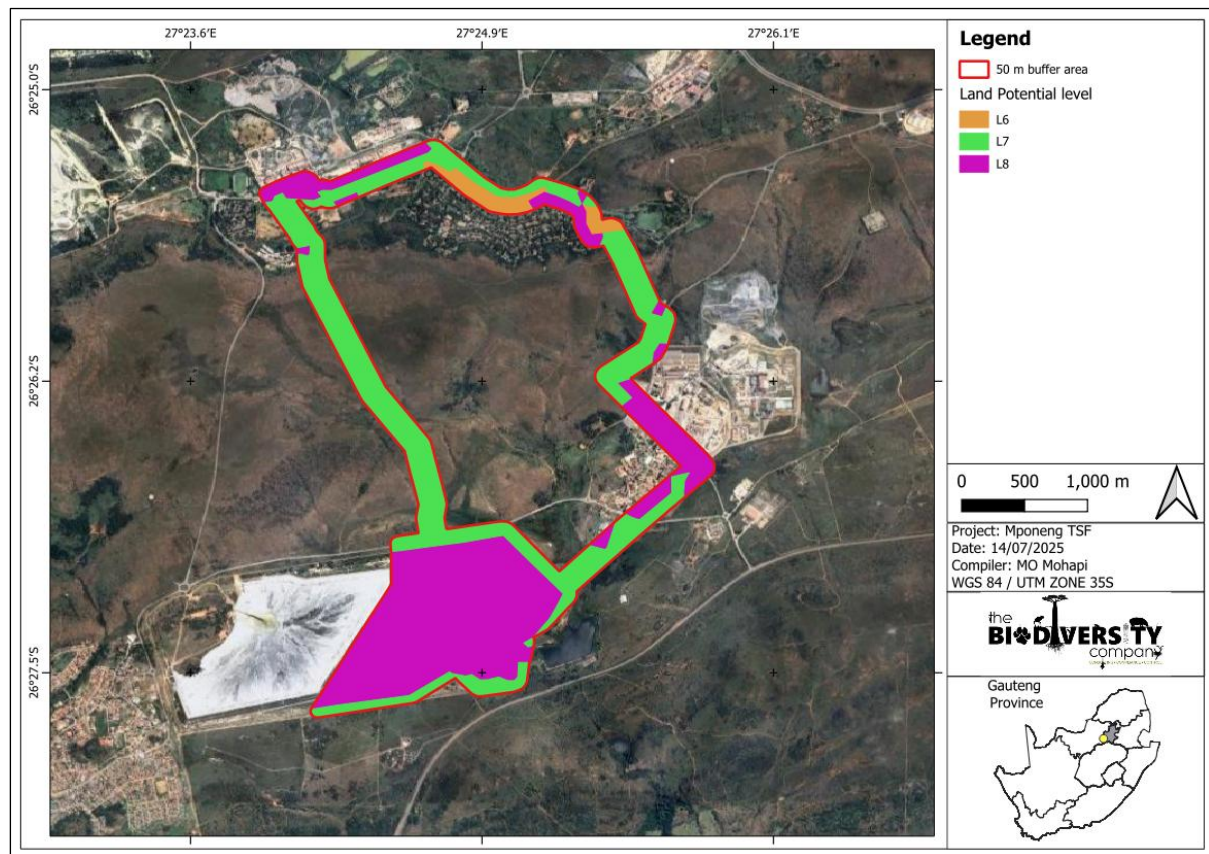 27°23.6'E
27°24.9'E
27°26.1'E
26°25.0'S
26°26.2'S
26°27.5'S
Legend
50 m buffer area
Land Potential level
L6
L7
L8
0 500 1,000 m
Project: Mponeng TSF
Date: 14/07/2025
Compiler: MO Mohapi
WGS 84 / UTM ZONE 35S
the
BIODIVERSITY
company
Gauteng
Province